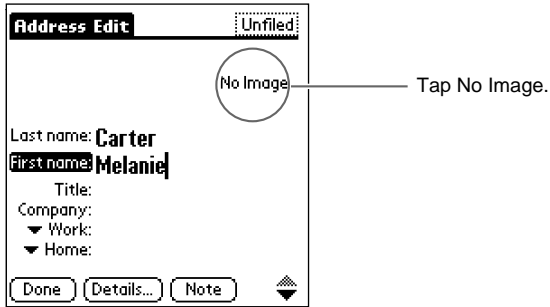 Address Edit Unfiled
No Image
Tap No Image.
Last name: Carter
First name: Melanie
Title:
Company:
Work:
Home:
Done Details... Note